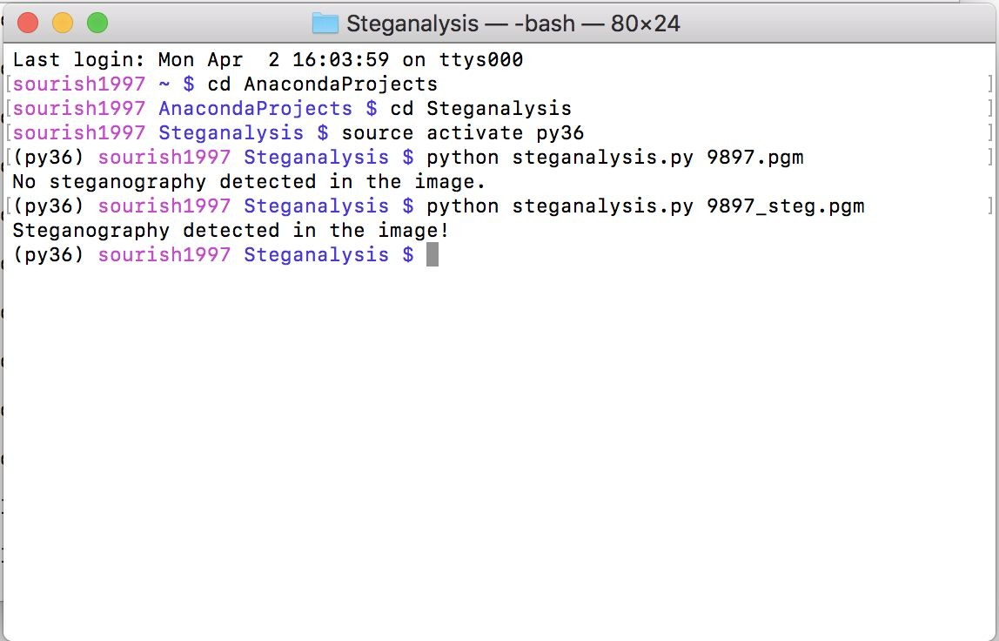 Steganalysis — -bash — 80×24
Last login: Mon Apr  2 16:03:59 on ttys000
[sourish1997 ~ $ cd AnacondaProjects ]
[sourish1997 AnacondaProjects $ cd Steganalysis ]
[sourish1997 Steganalysis $ source activate py36 ]
[(py36) sourish1997 Steganalysis $ python steganalysis.py 9897.pgm ]
No steganography detected in the image.
[(py36) sourish1997 Steganalysis $ python steganalysis.py 9897_steg.pgm ]
Steganography detected in the image!
(py36) sourish1997 Steganalysis $